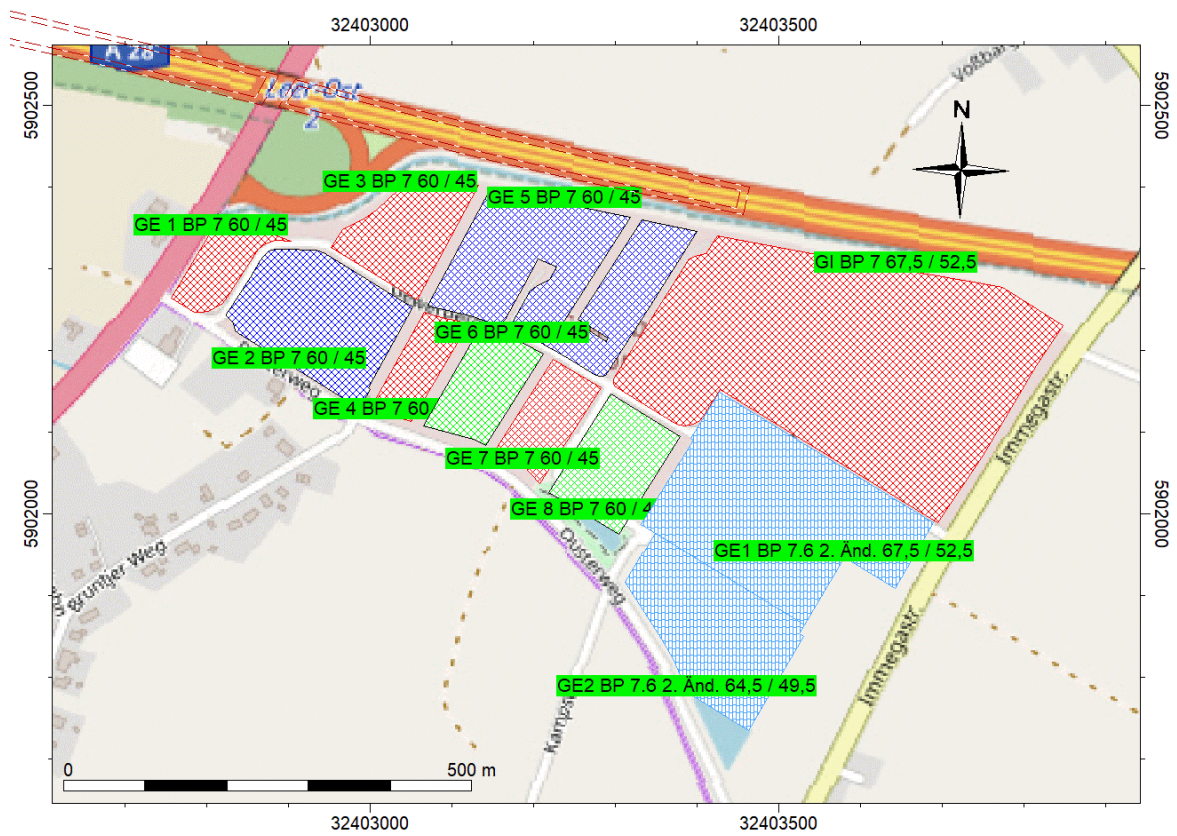 32403000
32403500
A 28
Voßbarg
Leer-Ost
2
5902500
5902500
N
GE 3 BP 7 60 / 45
GE 5 BP 7 60 / 45
GE 1 BP 7 60 / 45
GI BP 7 67,5 / 52,5
GE 6 BP 7 60 / 45
GE 2 BP 7 60 / 45
GE 4 BP 7 60
Immegastr.
GE 7 BP 7 60 / 45
GE 8 BP 7 60 / 4
5902000
5902000
Osterweg
GE1 BP 7.6 2. Änd. 67,5 / 52,5
Bruntjer Weg
Immegastr.
GE2 BP 7.6 2. Änd. 64,5 / 49,5
Kamps
0
500 m
32403000
32403500